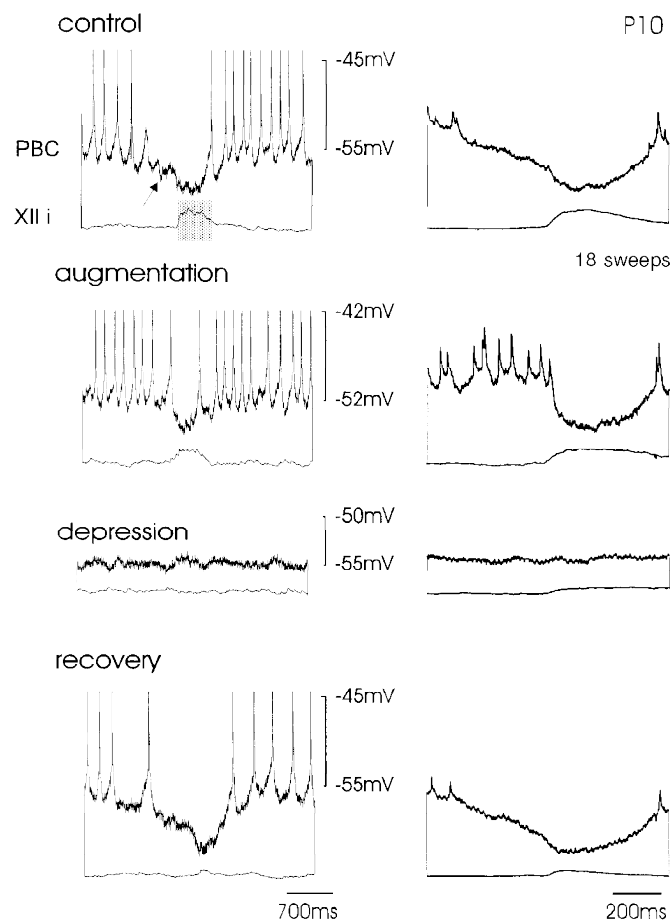 control
P10
-45mV
PBC
-55mV
XII i
18 sweeps
augmentation
-42mV
-52mV
depression
-50mV
-55mV
recovery
-45mV
-55mV
700ms
200ms